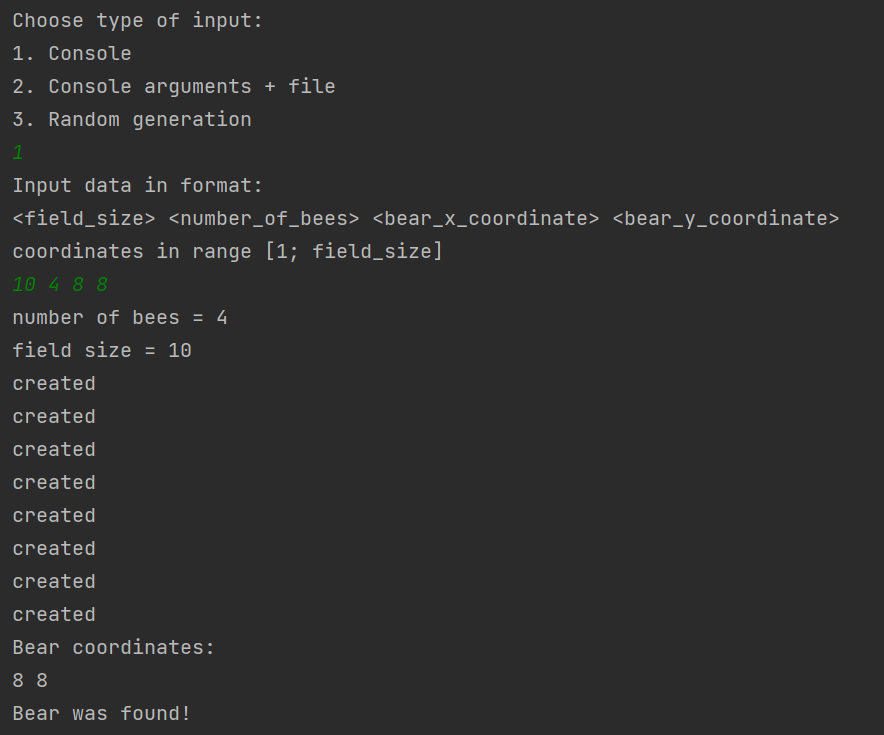 Choose type of input:
1. Console
2. Console arguments + file
3. Random generation
1
Input data in format:
<field_size> <number_of_bees> <bear_x_coordinate> <bear_y_coordinate>
coordinates in range [1; field_size]
10 4 8 8
number of bees = 4
field size = 10
created
created
created
created
created
created
created
created
Bear coordinates:
8 8
Bear was found!